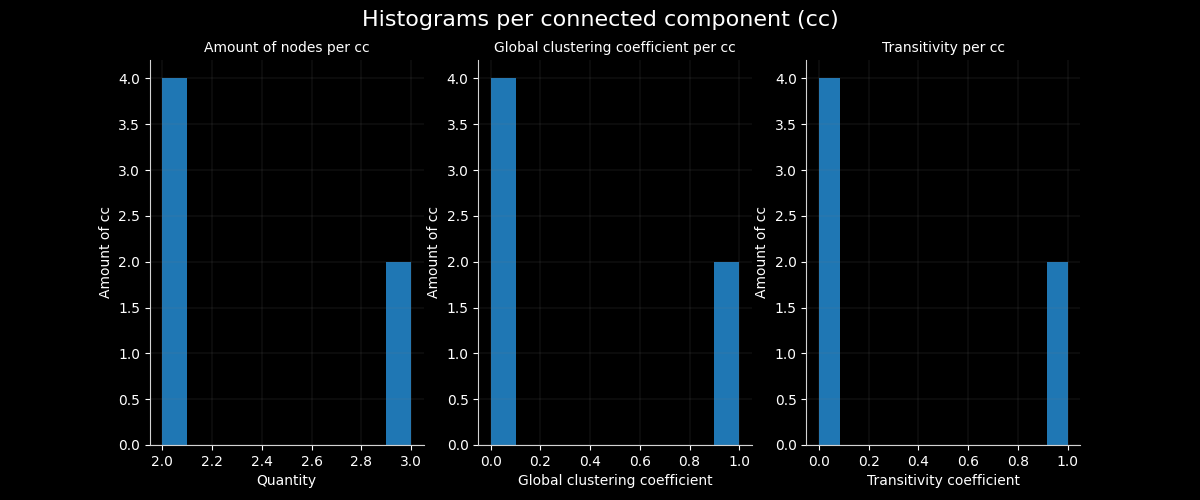 Histograms per connected component (cc)
Amount of nodes per cc
4.0
3.5
3.0
2.5
2.0
1.5
1.0
0.5
0.0
Amount of cc
2.0 2.2 2.4 2.6 2.8 3.0
Quantity
Global clustering coefficient per cc
4.0
3.5
3.0
2.5
2.0
1.5
1.0
0.5
0.0
Amount of cc
0.0 0.2 0.4 0.6 0.8 1.0
Global clustering coefficient
Transitivity per cc
4.0
3.5
3.0
2.5
2.0
1.5
1.0
0.5
0.0
Amount of cc
0.0 0.2 0.4 0.6 0.8 1.0
Transitivity coefficient